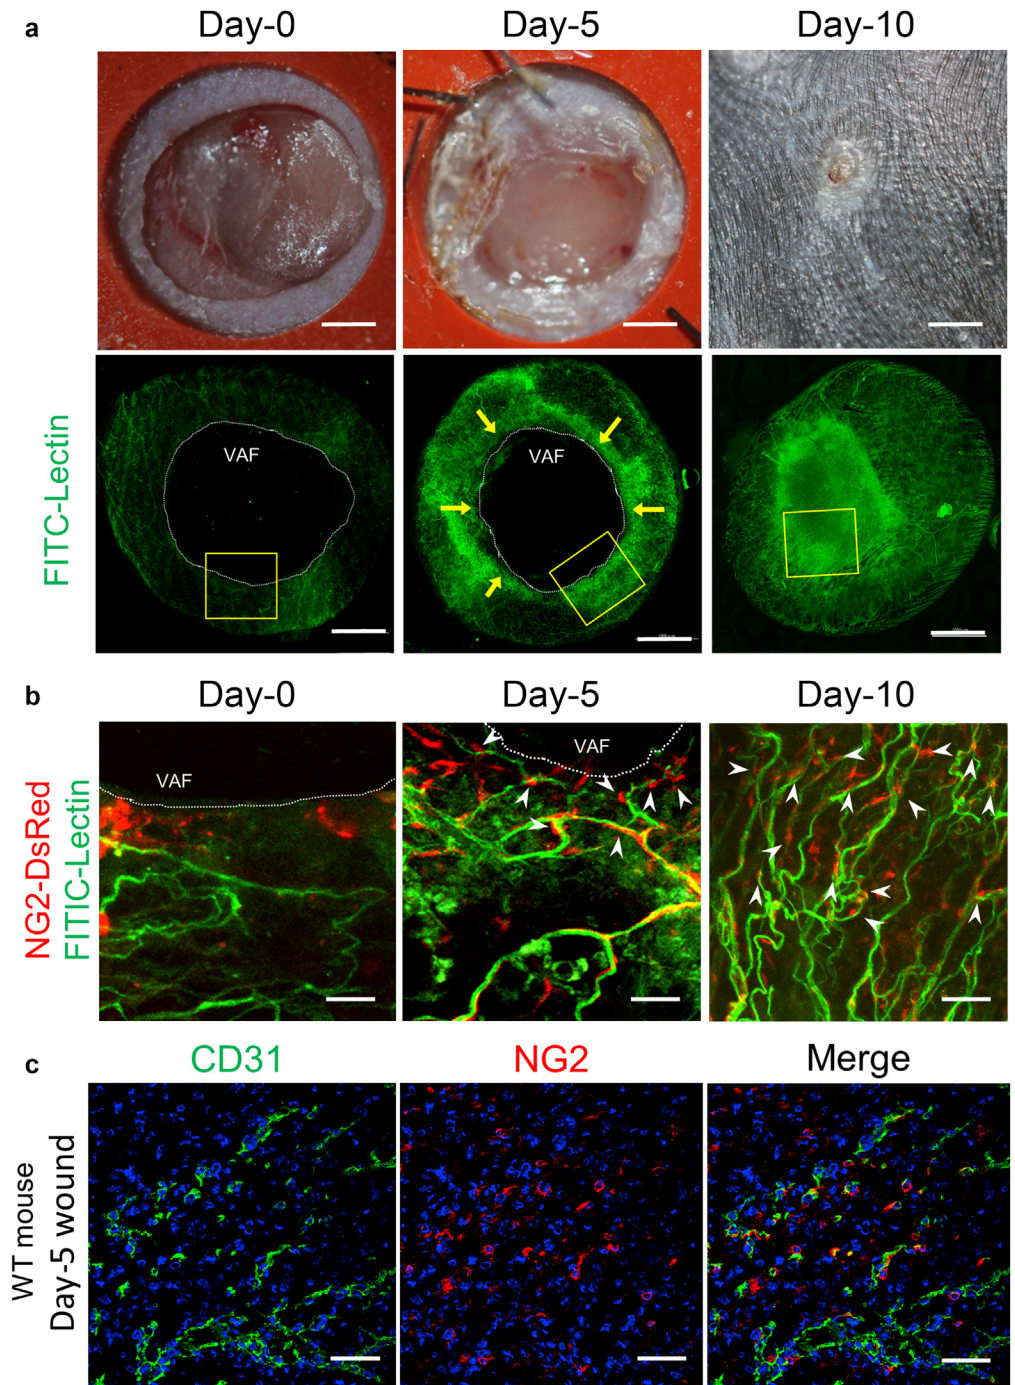 a
Day-0
Day-5
Day-10
FITC-Lectin
VAF
VAF
b
Day-0
Day-5
Day-10
NG2-DsRed
FITIC-Lectin
VAF
VAF
c
CD31
NG2
Merge
WT mouse
Day-5 wound